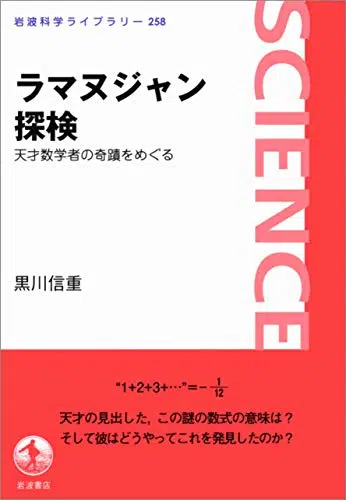 岩波科学ライブラリー 258
SCIENCE
ラマヌジャン
探検
天才数学者の奇蹟をめぐる
黒川信重
“1+2+3+…”=-1/12
天才の見出した,この謎の数式の意味は?
そして彼はどうやってこれを発見したのか?
岩波書店